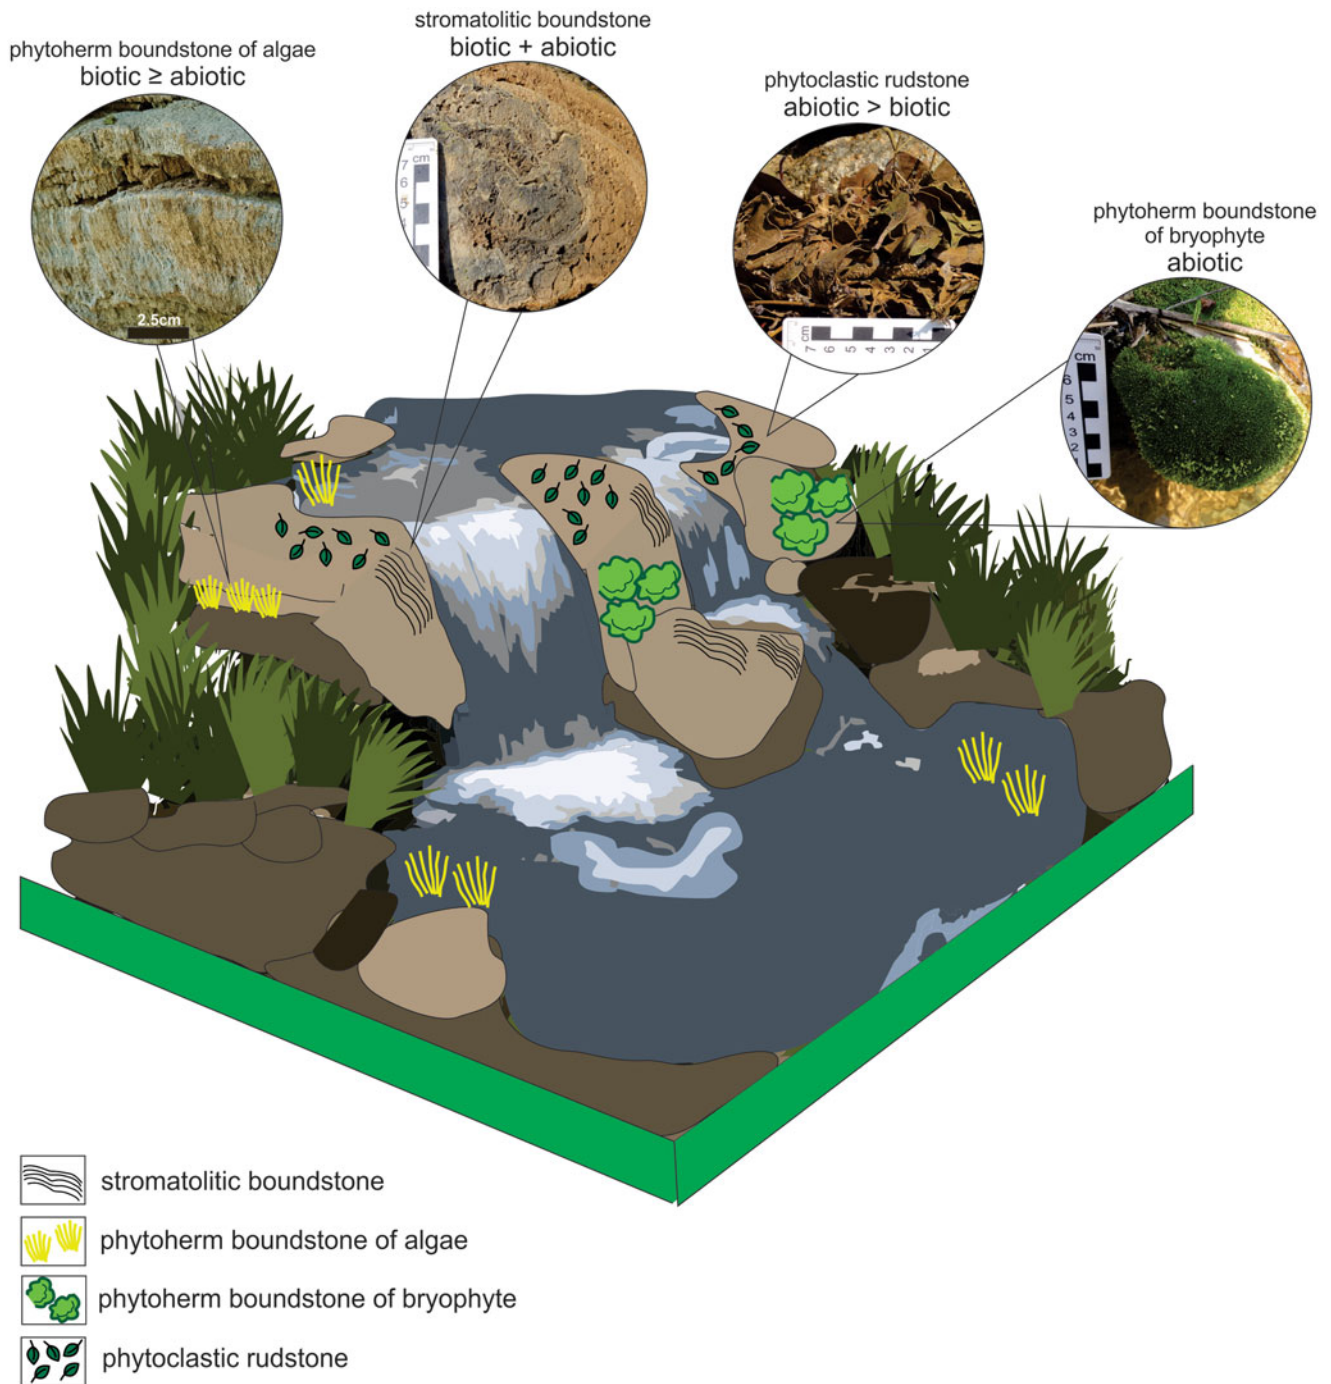 phytoherm boundstone of algae
biotic ≥ abiotic
2.5cm
stromatolitic boundstone
biotic + abiotic
cm
7
6
5
phytoclastic rudstone
abiotic > biotic
7 6 5 4 3 2 1
phytoherm boundstone
of bryophyte
abiotic
cm
6
5
4
3
2
stromatolitic boundstone
phytoherm boundstone of algae
phytoherm boundstone of bryophyte
phytoclastic rudstone